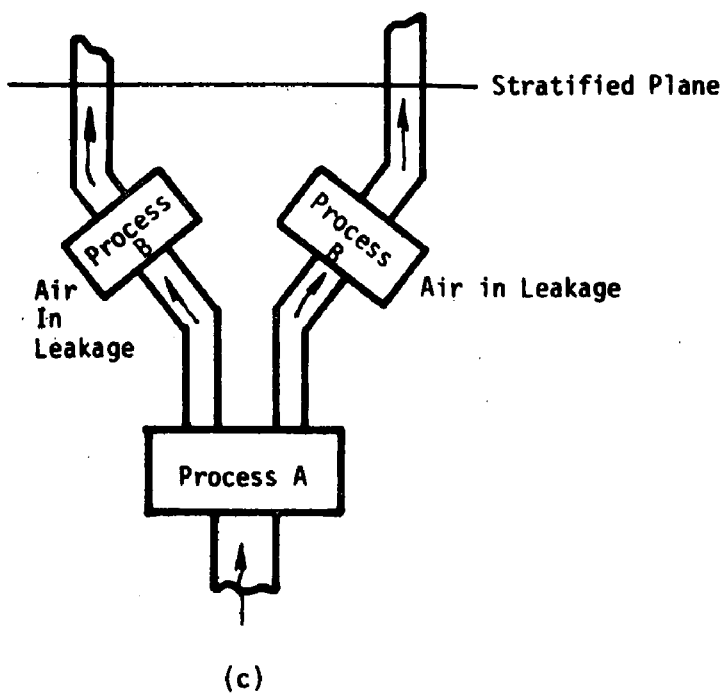 Stratified Plane
Process
B
Process
B
Air
In
Leakage
Air in Leakage
Process A
(c)